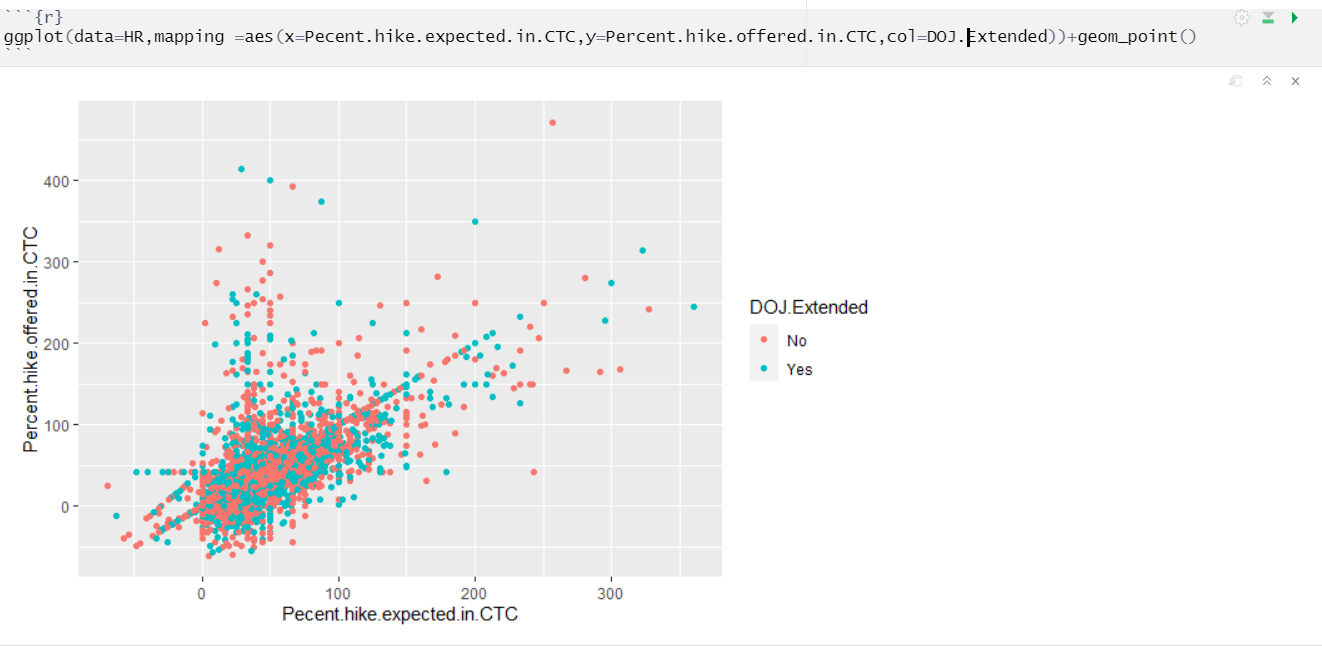 ```{r}
ggplot(data=HR,mapping =aes(x=Pecent.hike.expected.in.CTC,y=Percent.hike.offered.in.CTC,col=DOJ.Extended))+geom_point()
```
Percent.hike.offered.in.CTC
400
300
200
100
0
0 100 200 300
Pecent.hike.expected.in.CTC
DOJ.Extended
No
Yes